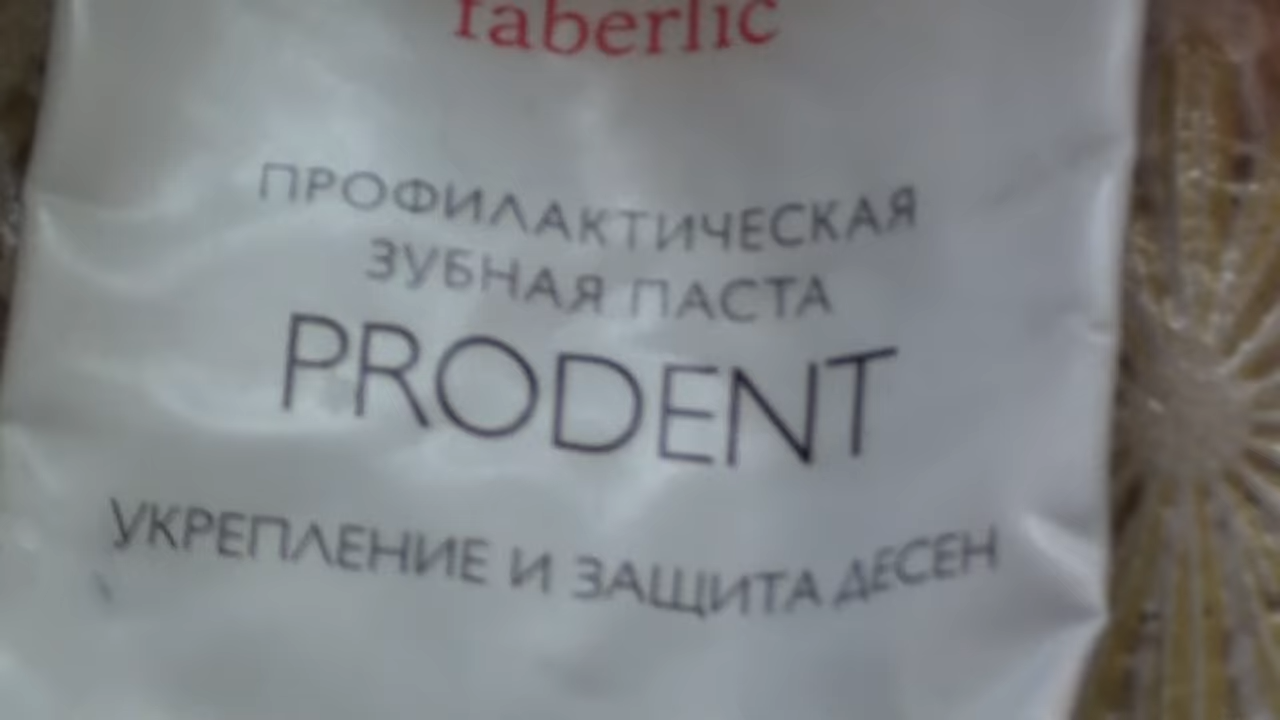 faberlic
ПРОФИЛАКТИЧЕСКАЯ
ЗУБНАЯ ПАСТА
PRODENT
УКРЕПЛЕНИЕ И ЗАЩИТА ДЕСЕН